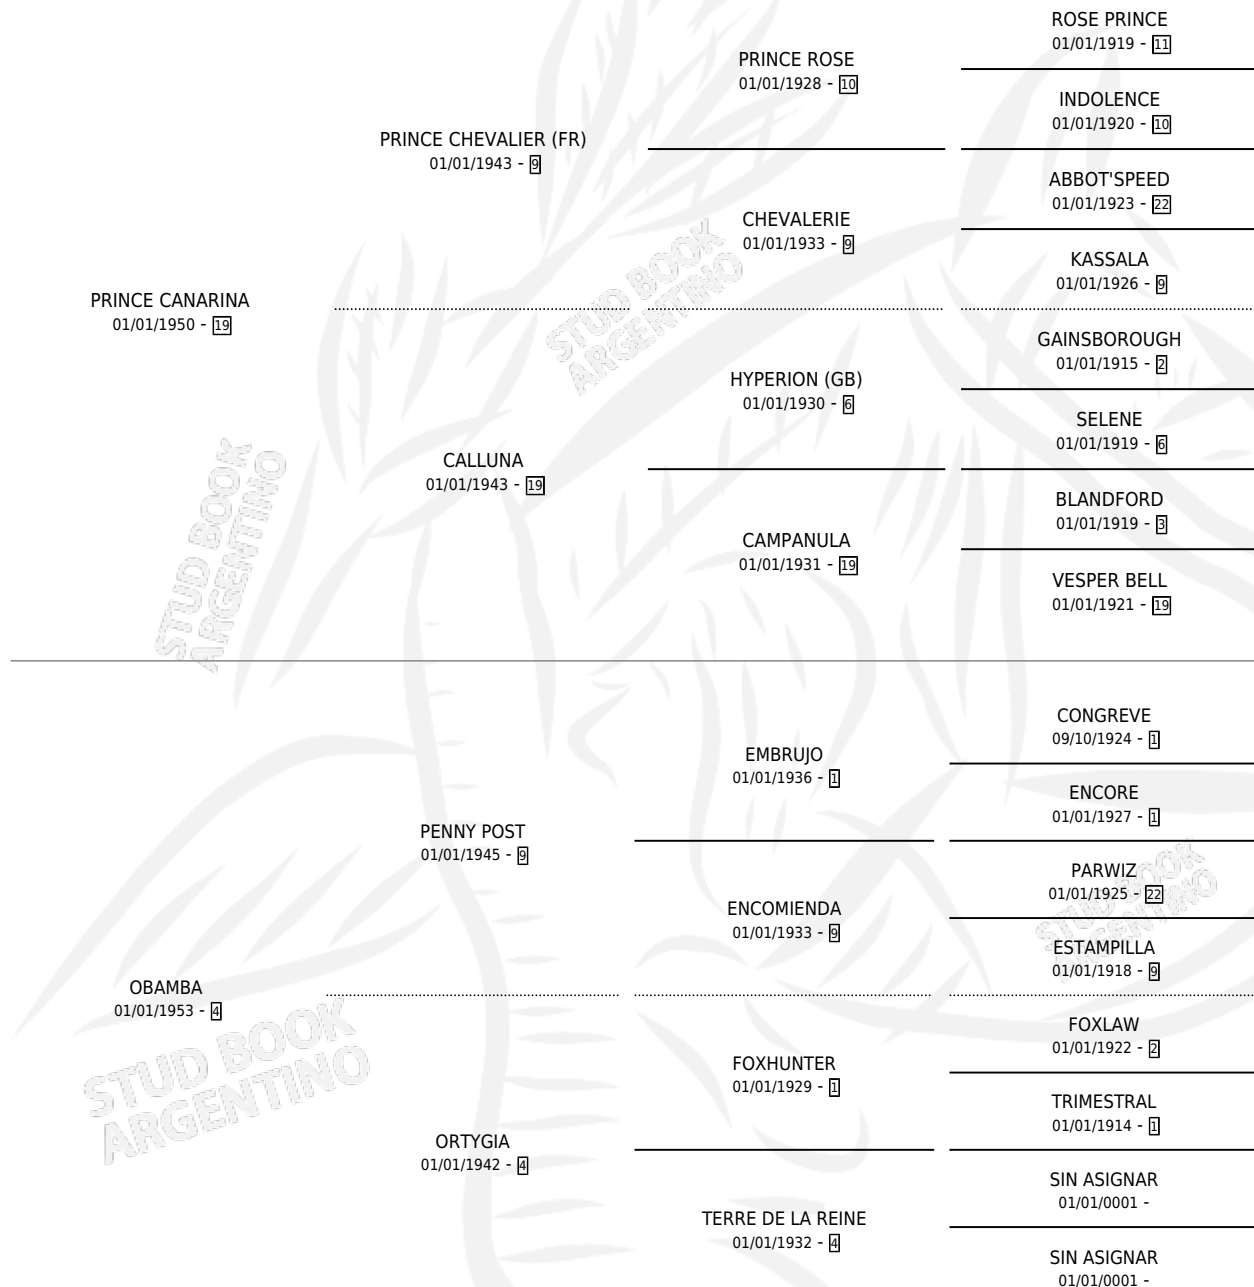 ROSE PRINCE
01/01/1919 - 11
PRINCE ROSE
01/01/1928 - 10
INDOLENCE
01/01/1920 - 10
PRINCE CHEVALIER (FR)
01/01/1943 - 9
ABBOT'SPEED
01/01/1923 - 22
CHEVALERIE
01/01/1933 - 9
KASSALA
01/01/1926 - 9
PRINCE CANARINA
01/01/1950 - 19
GAINSBOROUGH
01/01/1915 - 2
HYPERION (GB)
01/01/1930 - 6
SELENE
01/01/1919 - 6
CALLUNA
01/01/1943 - 19
BLANDFORD
01/01/1919 - 3
CAMPANULA
01/01/1931 - 19
VESPER BELL
01/01/1921 - 19
CONGREVE
09/10/1924 - 1
EMBRUJO
01/01/1936 - 1
ENCORE
01/01/1927 - 1
PENNY POST
01/01/1945 - 9
PARWIZ
01/01/1925 - 22
ENCOMIENDA
01/01/1933 - 9
ESTAMPILLA
01/01/1918 - 9
OBAMBA
01/01/1953 - 4
FOXLAW
01/01/1922 - 2
FOXHUNTER
01/01/1929 - 1
TRIMESTRAL
01/01/1914 - 1
ORTYGIA
01/01/1942 - 4
SIN ASIGNAR
01/01/0001 -
TERRE DE LA REINE
01/01/1932 - 4
SIN ASIGNAR
01/01/0001 -
STUD BOOK
ARGENTINO
STUD BOOK
ARGENTINO
STUD BOOK
ARGENTINO
STUD BOOK
ARGENTINO